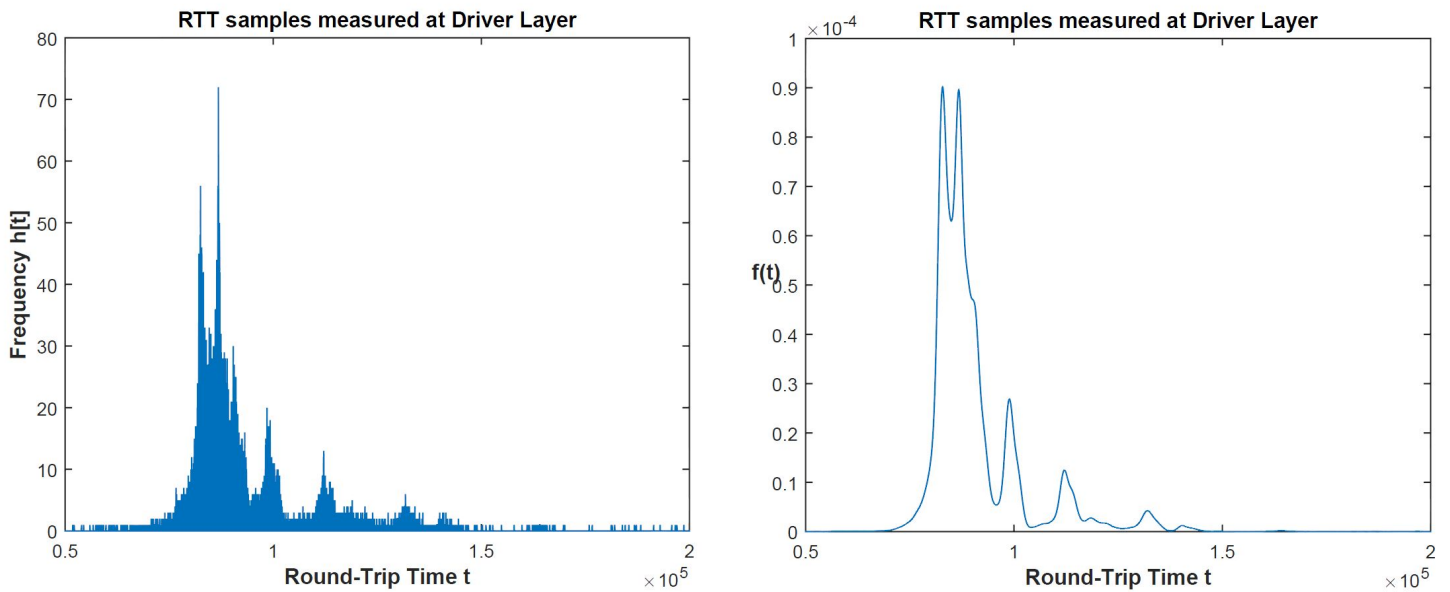 RTT samples measured at Driver Layer
80
70
60
50
40
30
20
10
0
Frequency h[t]
0.5 1 1.5 2
Round-Trip Time t
× 10^5
RTT samples measured at Driver Layer
× 10^-4
1
0.9
0.8
0.7
0.6
0.5
0.4
0.3
0.2
0.1
0
f(t)
0.5 1 1.5 2
Round-Trip Time t
× 10^5